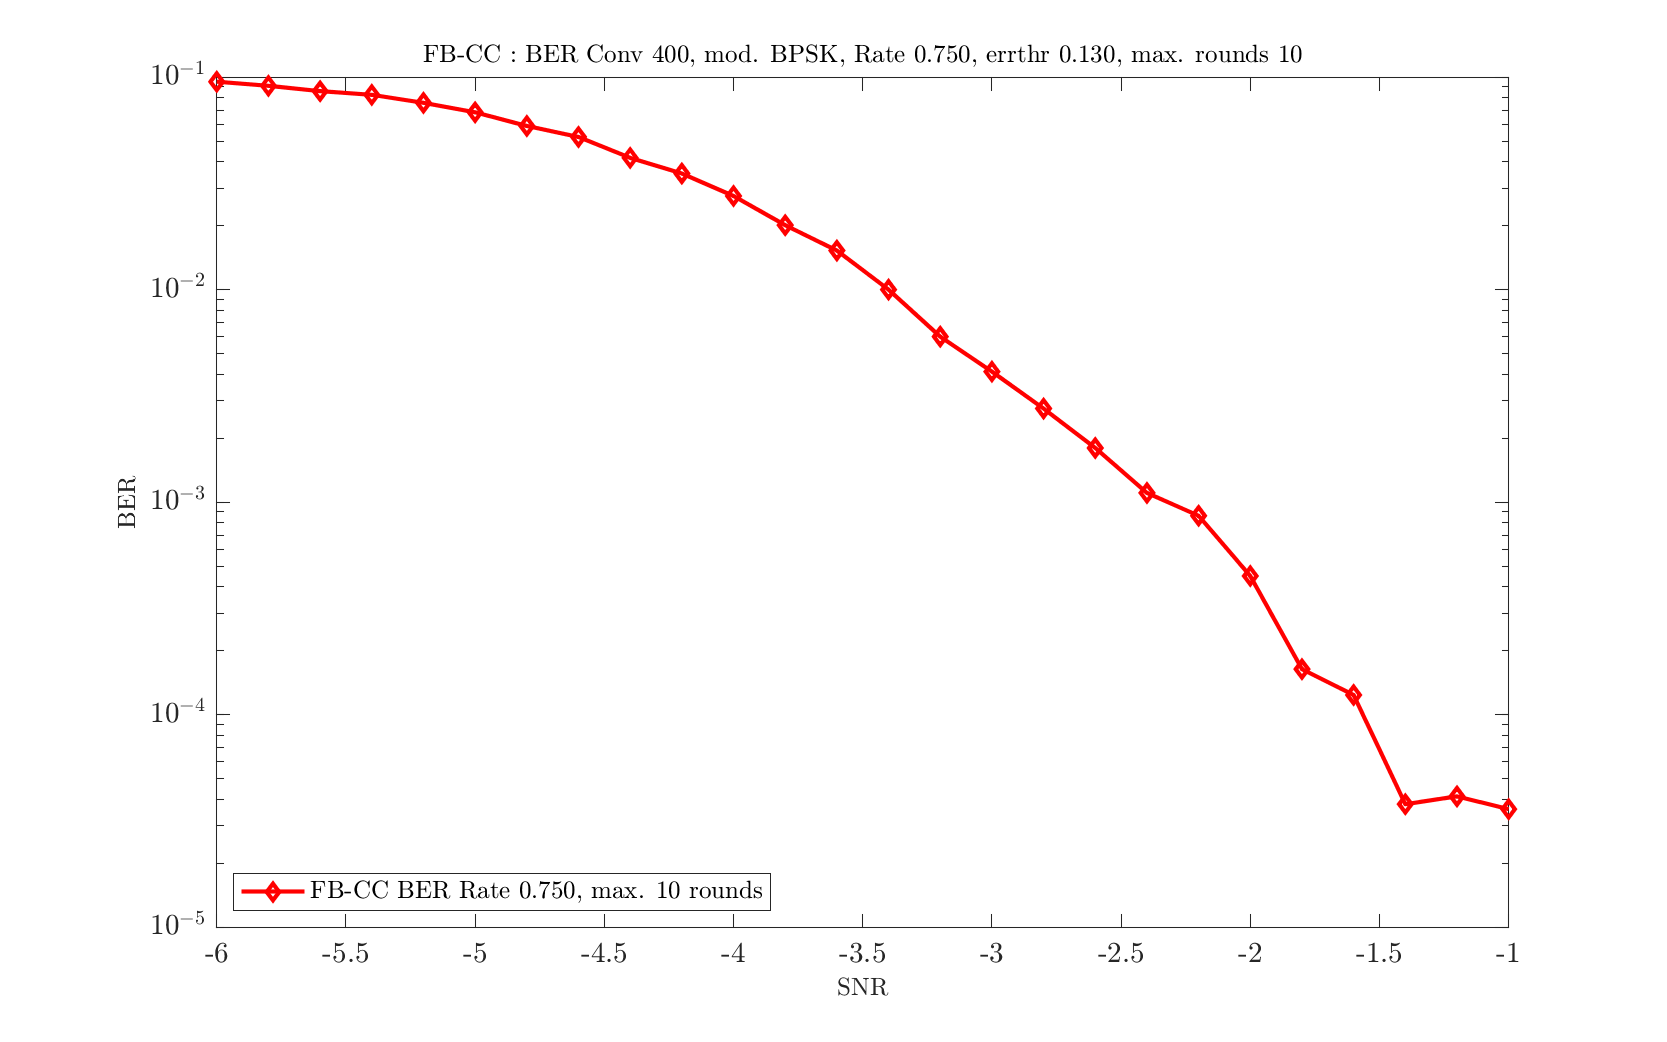 FB-CC : BER Conv 400, mod. BPSK, Rate 0.750, errthr 0.130, max. rounds 10
10^{-1}
10^{-2}
10^{-3}
10^{-4}
10^{-5}
BER
FB-CC BER Rate 0.750, max. 10 rounds
-6 -5.5 -5 -4.5 -4 -3.5 -3 -2.5 -2 -1.5 -1
SNR